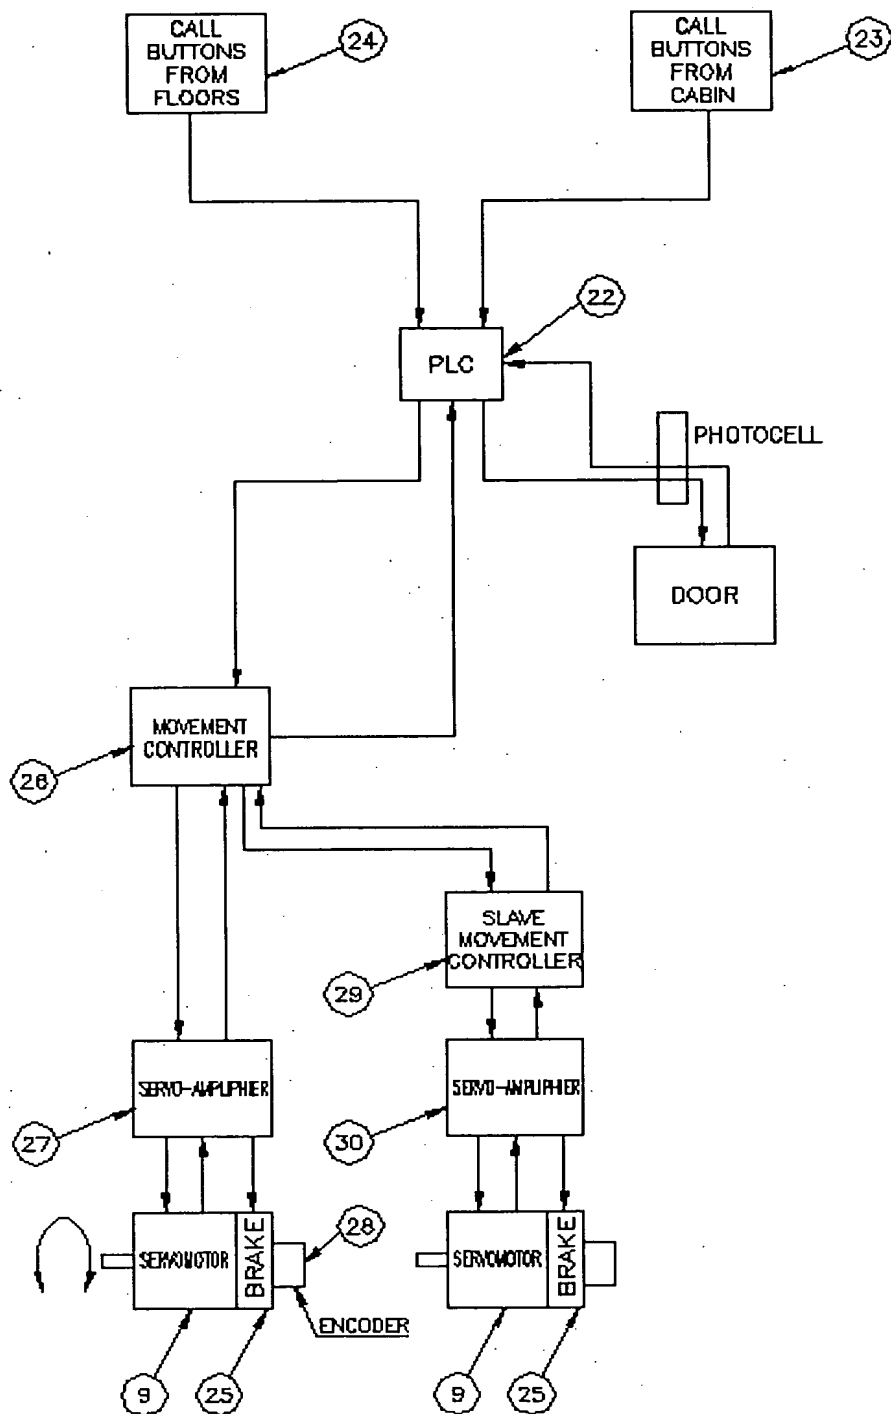 CALL
BUTTONS
FROM
FLOORS
24
CALL
BUTTONS
FROM
CABIN
23
22
PLC
PHOTOCELL
DOOR
MOVEMENT
CONTROLLER
26
SLAVE
MOVEMENT
CONTROLLER
29
SERVO-AMPLIPHIER
27
SERVO-AMPLIPHIER
30
SERVOMOTOR
BRAKE
28
ENCODER
SERVOMOTOR
BRAKE
9
25
9
25